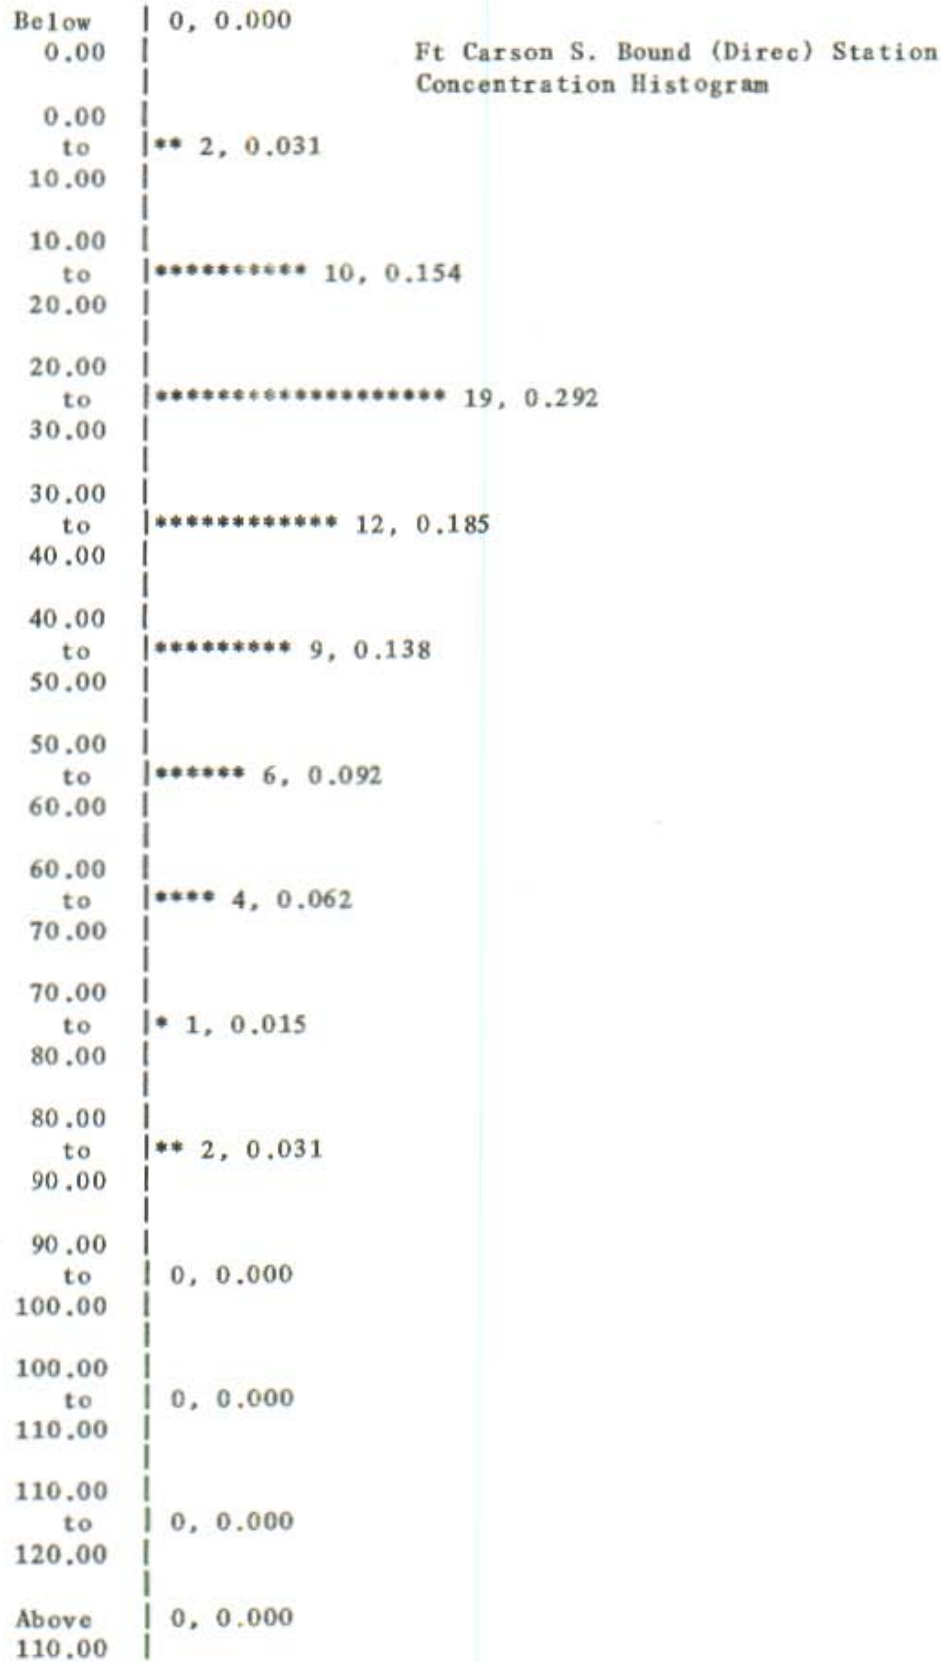 Below | 0, 0.000
0.00 | Ft Carson S. Bound (Direc) Station
| Concentration Histogram
0.00 |
to |** 2, 0.031
10.00 |
|
10.00 |
to |********** 10, 0.154
20.00 |
|
20.00 |
to |******************* 19, 0.292
30.00 |
|
30.00 |
to |************ 12, 0.185
40.00 |
|
40.00 |
to |********* 9, 0.138
50.00 |
|
50.00 |
to |****** 6, 0.092
60.00 |
|
60.00 |
to |**** 4, 0.062
70.00 |
|
70.00 |
to |* 1, 0.015
80.00 |
|
80.00 |
to |** 2, 0.031
90.00 |
|
90.00 |
to | 0, 0.000
100.00 |
|
100.00 |
to | 0, 0.000
110.00 |
|
110.00 |
to | 0, 0.000
120.00 |
|
Above | 0, 0.000
110.00 |